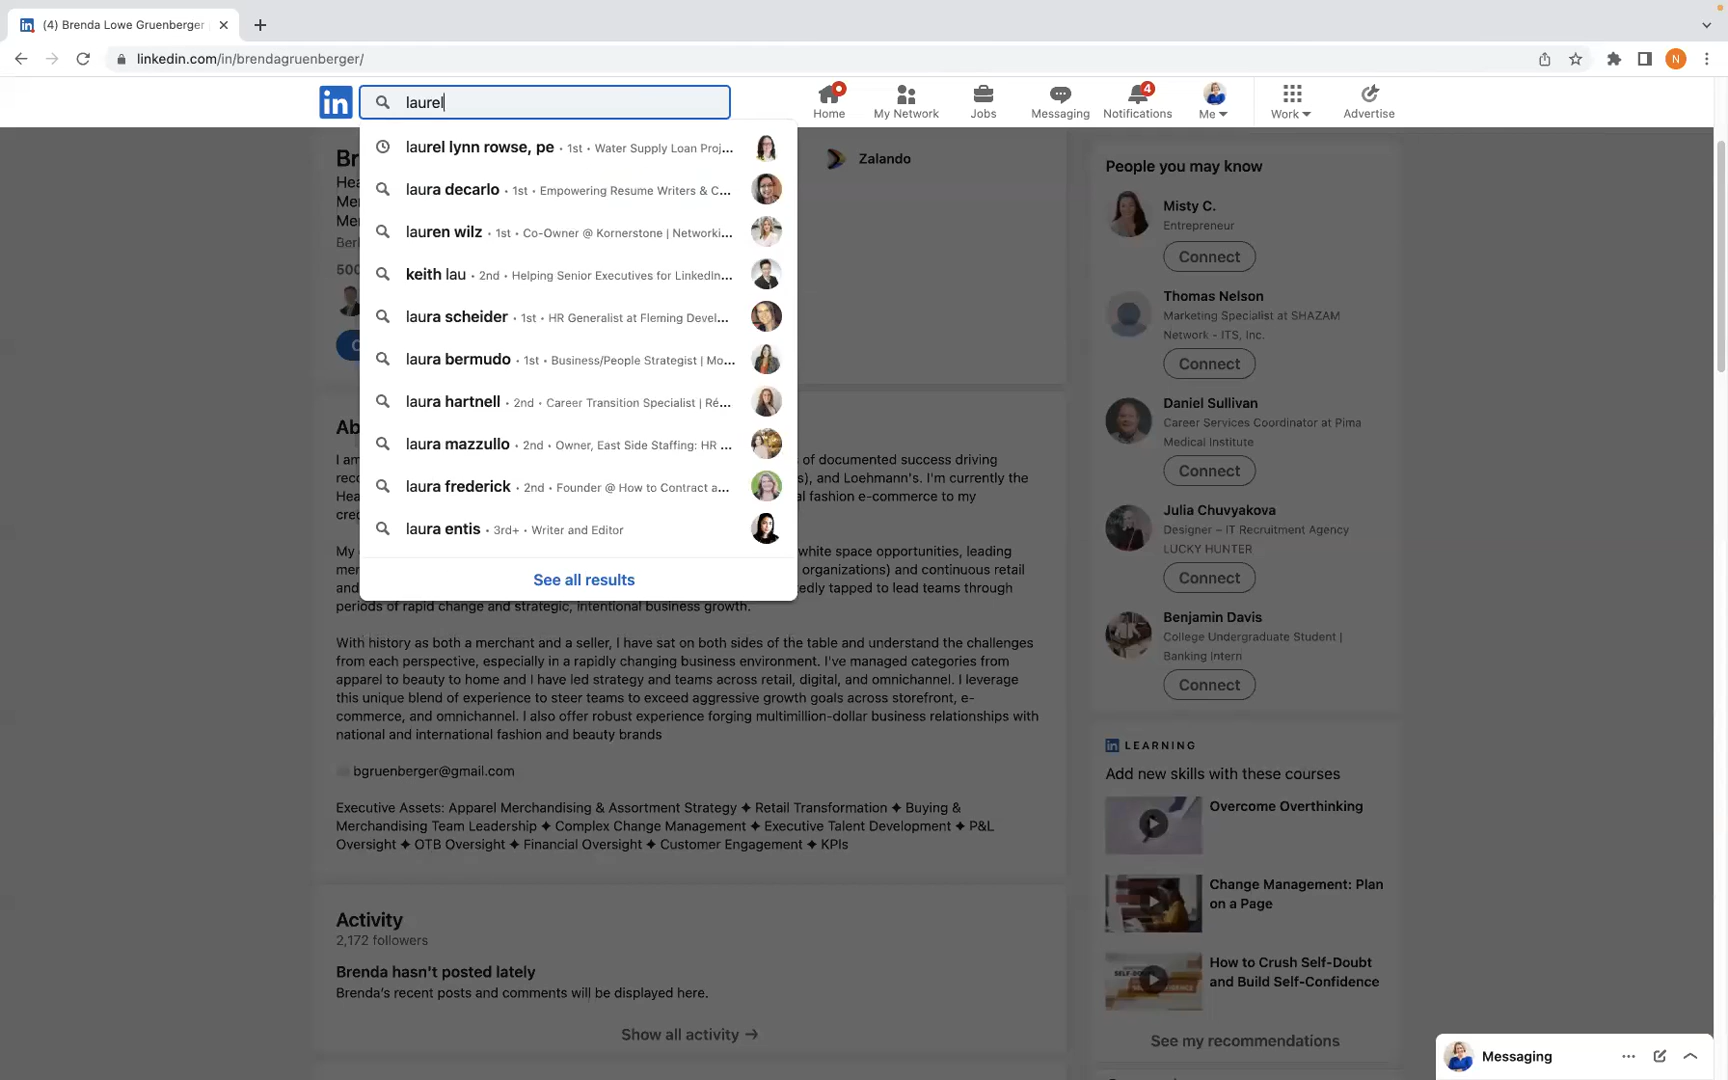 (4) Brenda Lowe Gruenberger
linkedin.com/in/brendagruenberger/
N
in
laurel
Home
My Network
Jobs
Messaging
4
Notifications
Me
Work
Advertise
laurel lynn rowse, pe • 1st • Water Supply Loan Proj...
laura decarlo • 1st • Empowering Resume Writers & C...
lauren wilz • 1st • Co-Owner @ Kornerstone | Networki...
keith lau • 2nd • Helping Senior Executives for LinkedIn...
laura scheider • 1st • HR Generalist at Fleming Devel...
laura bermudo • 1st • Business/People Strategist | Mo...
laura hartnell • 2nd • Career Transition Specialist | Ré...
laura mazzullo • 2nd • Owner, East Side Staffing: HR ...
laura frederick • 2nd • Founder @ How to Contract a...
laura entis • 3rd+ • Writer and Editor
See all results
Zalando
of documented success driving
s), and Loehmann's. I'm currently the
al fashion e-commerce to my
white space opportunities, leading
organizations) and continuous retail
edly tapped to lead teams through
periods of rapid change and strategic, intentional business growth.
With history as both a merchant and a seller, I have sat on both sides of the table and understand the challenges
from each perspective, especially in a rapidly changing business environment. I've managed categories from
apparel to beauty to home and I have led strategy and teams across retail, digital, and omnichannel. I leverage
this unique blend of experience to steer teams to exceed aggressive growth goals across storefront, e-
commerce, and omnichannel. I also offer robust experience forging multimillion-dollar business relationships with
national and international fashion and beauty brands
bgruenberger@gmail.com
Executive Assets: Apparel Merchandising & Assortment Strategy ✦ Retail Transformation ✦ Buying &
Merchandising Team Leadership ✦ Complex Change Management ✦ Executive Talent Development ✦ P&L
Oversight ✦ OTB Oversight ✦ Financial Oversight ✦ Customer Engagement ✦ KPIs
Activity
2,172 followers
Brenda hasn't posted lately
Brenda's recent posts and comments will be displayed here.
Show all activity →
People you may know
Misty C.
Entrepreneur
Connect
Thomas Nelson
Marketing Specialist at SHAZAM
Network - ITS, Inc.
Connect
Daniel Sullivan
Career Services Coordinator at Pima
Medical Institute
Connect
Julia Chuvyakova
Designer – IT Recruitment Agency
LUCKY HUNTER
Connect
Benjamin Davis
College Undergraduate Student |
Banking Intern
Connect
in LEARNING
Add new skills with these courses
Overcome Overthinking
Change Management: Plan
on a Page
How to Crush Self-Doubt
and Build Self-Confidence
See my recommendations
Messaging